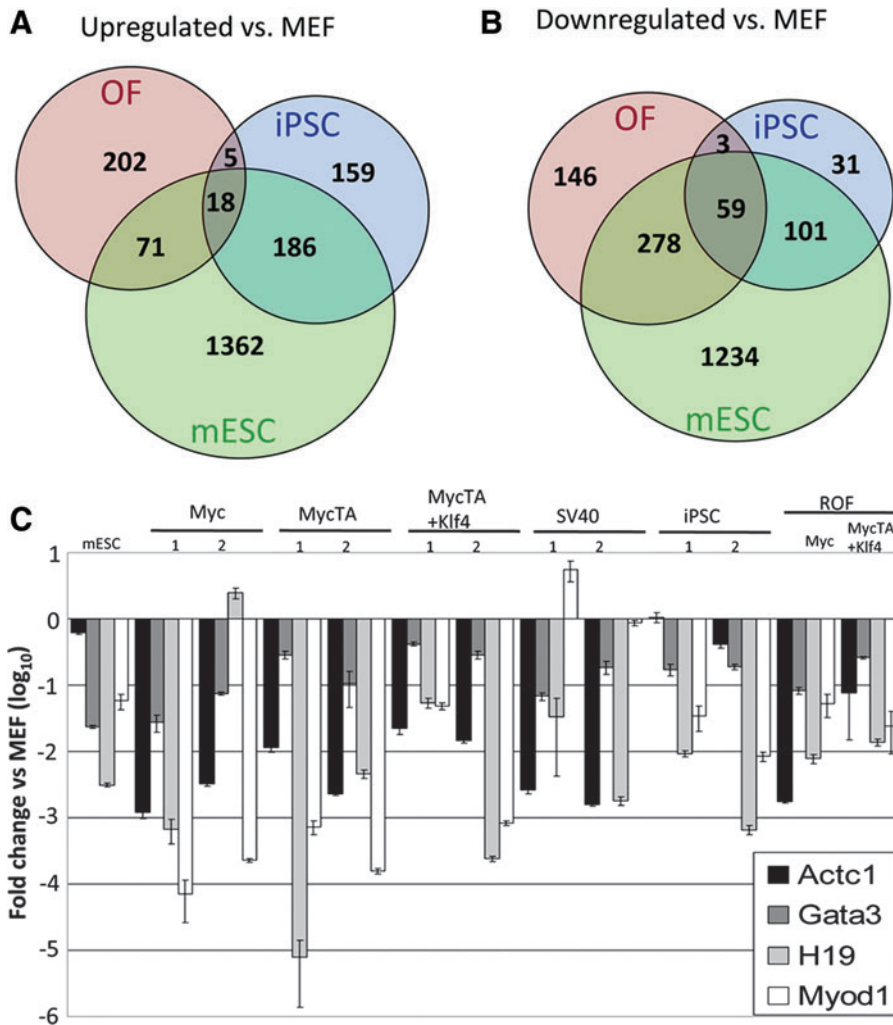 A
Upregulated vs. MEF
OF
iPSC
202
5
159
18
71
186
1362
mESC
B
Downregulated vs. MEF
OF
iPSC
146
3
31
59
278
101
1234
mESC
C
mESC
Myc
1 2
MycTA
1 2
MycTA
+Klf4
1 2
SV40
1 2
iPSC
1 2
ROF
Myc
MycTA
+Klf4
Fold change vs MEF (log₁₀)
1
0
-1
-2
-3
-4
-5
-6
Actc1
Gata3
H19
Myod1